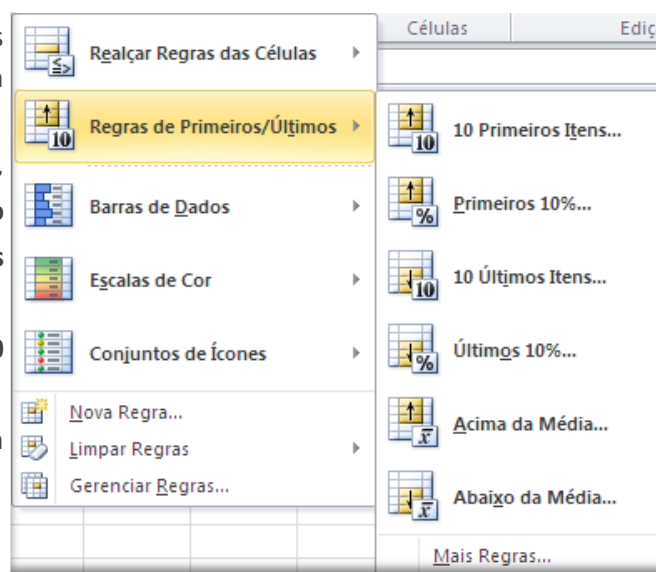 Células
Ediç
Realçar Regras das Células
Regras de Primeiros/Últimos
Barras de Dados
Escalas de Cor
Conjuntos de Ícones
Nova Regra...
Limpar Regras
Gerenciar Regras...
10 Primeiros Itens...
Primeiros 10%...
10 Últimos Itens...
Últimos 10%...
Acima da Média...
Abaixo da Média...
Mais Regras...